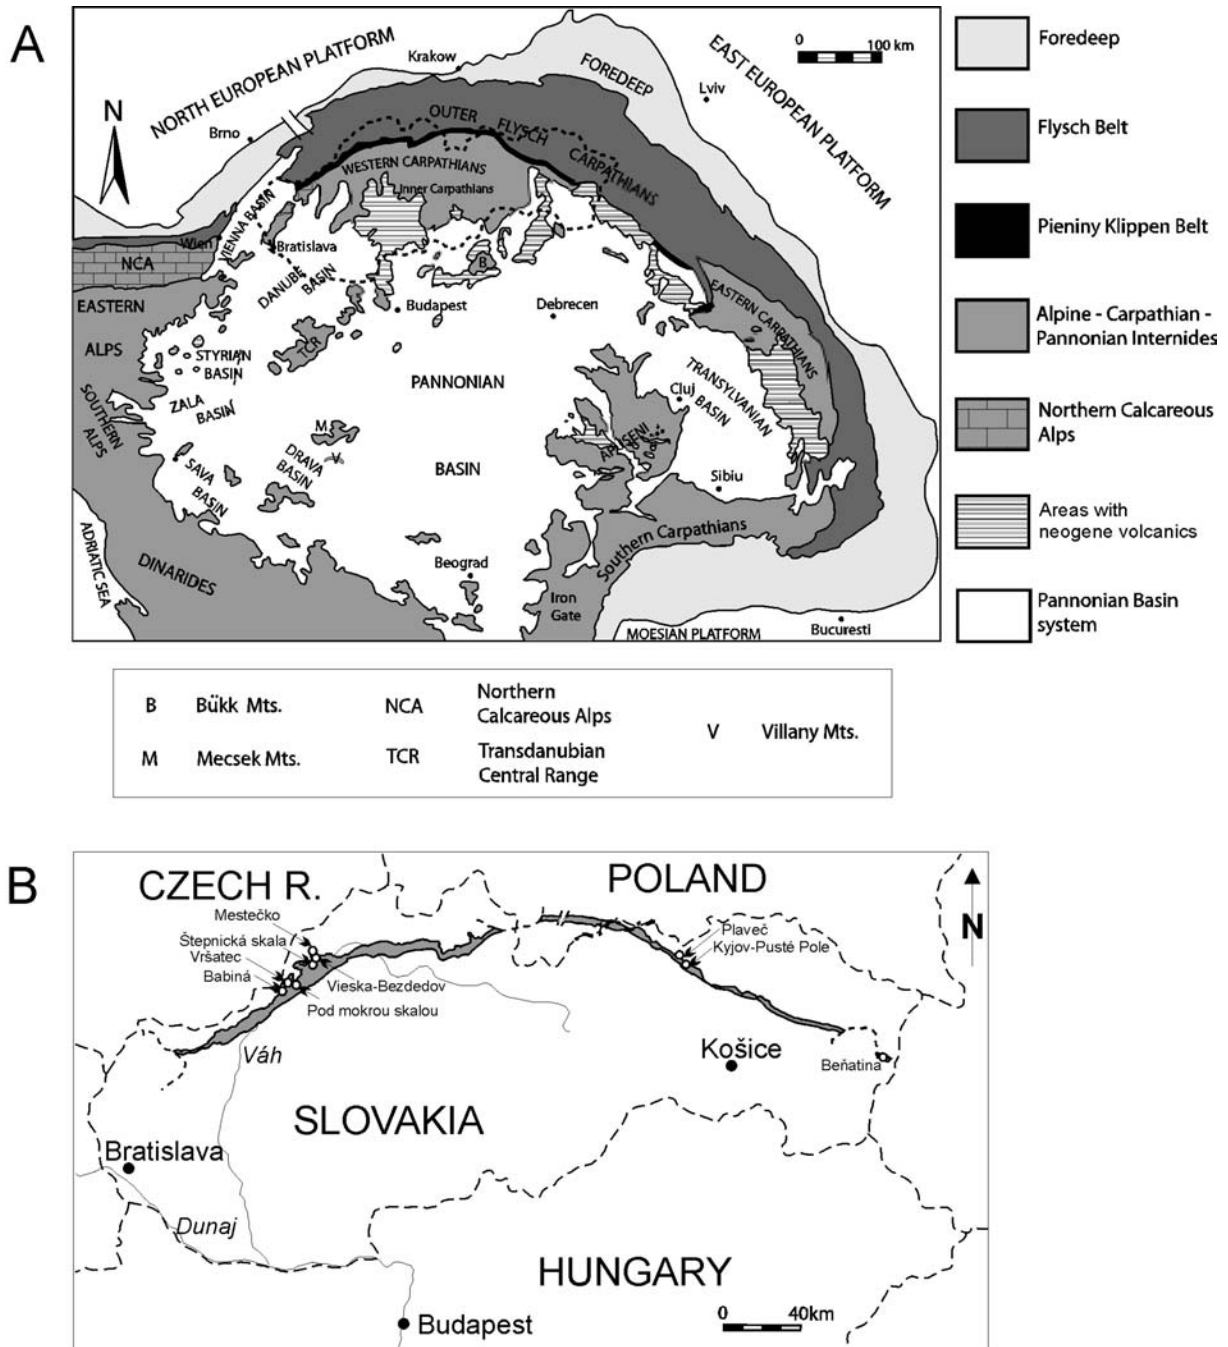 A
N
0 100 km
NORTH EUROPEAN PLATFORM
Krakow
FOREDEEP
EAST EUROPEAN PLATFORM
Lviv
Brno
OUTER FLYSCH CARPATHIANS
WESTERN CARPATHIANS
Inner Carpathians
VIENNA BASIN
Wien
Bratislava
NCA
DANUBE BASIN
B
EASTERN
ALPS
Budapest
Debrecen
EASTERN CARPATHIANS
TCR
STYRIAN
BASIN
PANNONIAN
TRANSYLVANIAN
BASIN
Cluj
SOUTHERN
ALPS
ZALA
BASIN
M
V
DRAVA
BASIN
APUSENI
SAVA
BASIN
BASIN
Sibiu
Southern Carpathians
ADRIATIC SEA
DINARIDES
Beograd
Iron
Gate
MOESIAN PLATFORM
Bucuresti
Foredeep
Flysch Belt
Pieniny Klippen Belt
Alpine - Carpathian -
Pannonian Internides
Northern Calcareous
Alps
Areas with
neogene volcanics
Pannonian Basin
system
B Bükk Mts.
M Mecsek Mts.
NCA Northern
Calcareous Alps
TCR Transdanubian
Central Range
V Villany Mts.
B
CZECH R.
POLAND
N
Mestečko
Štepnická skala
Vršatec
Babiná
Vieska-Bezdedov
Pod mokrou skalou
Plaveč
Kyjov-Pusté Pole
Váh
Košice
Beňatina
SLOVAKIA
Bratislava
Dunaj
HUNGARY
0 40km
Budapest